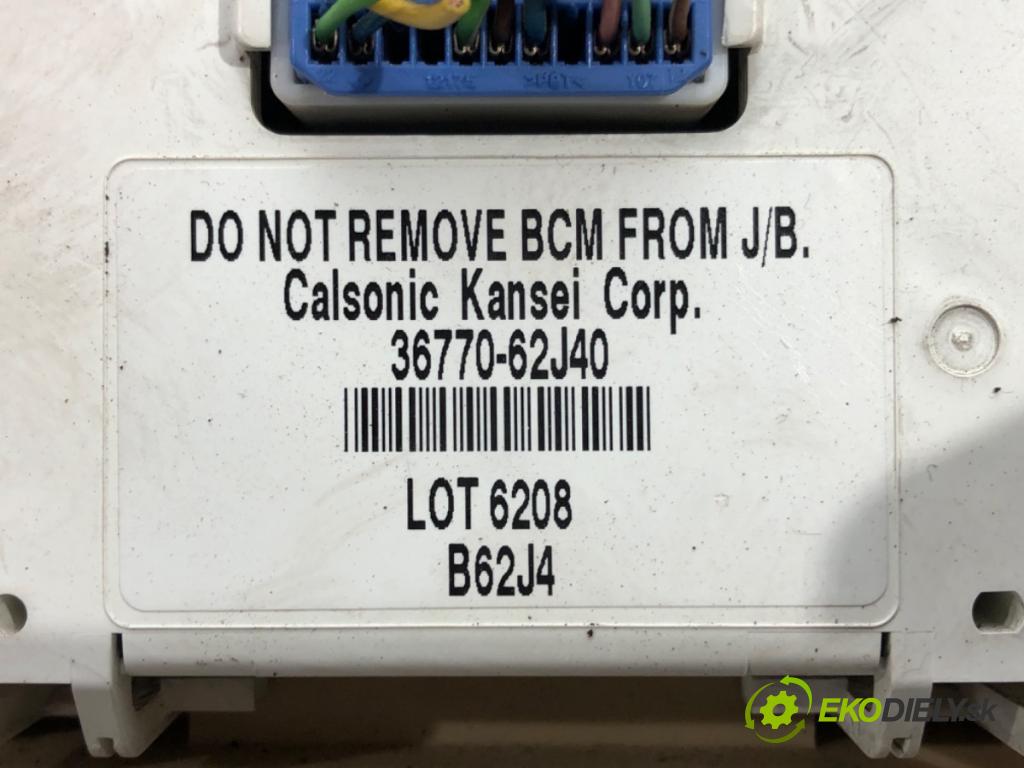 DO NOT REMOVE BCM FROM J/B.
Calsonic Kansei Corp.
36770-62J40
LOT 6208
B62J4
EKODIELY.sk